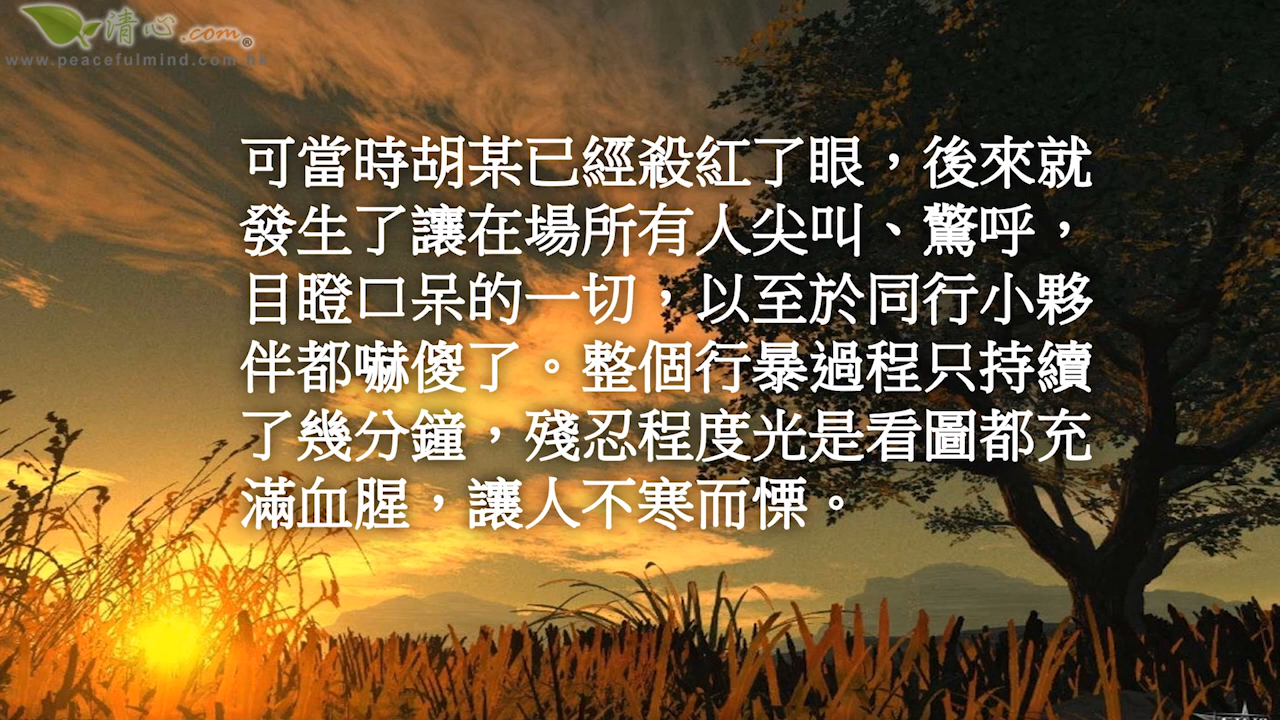 清心.com®
www.peacefulmind.com.hk
可當時胡某已經殺紅了眼，後來就
發生了讓在場所有人尖叫、驚呼，
目瞪口呆的一切，以至於同行小夥
伴都嚇傻了。整個行暴過程只持續
了幾分鐘，殘忍程度光是看圖都充
滿血腥，讓人不寒而慄。